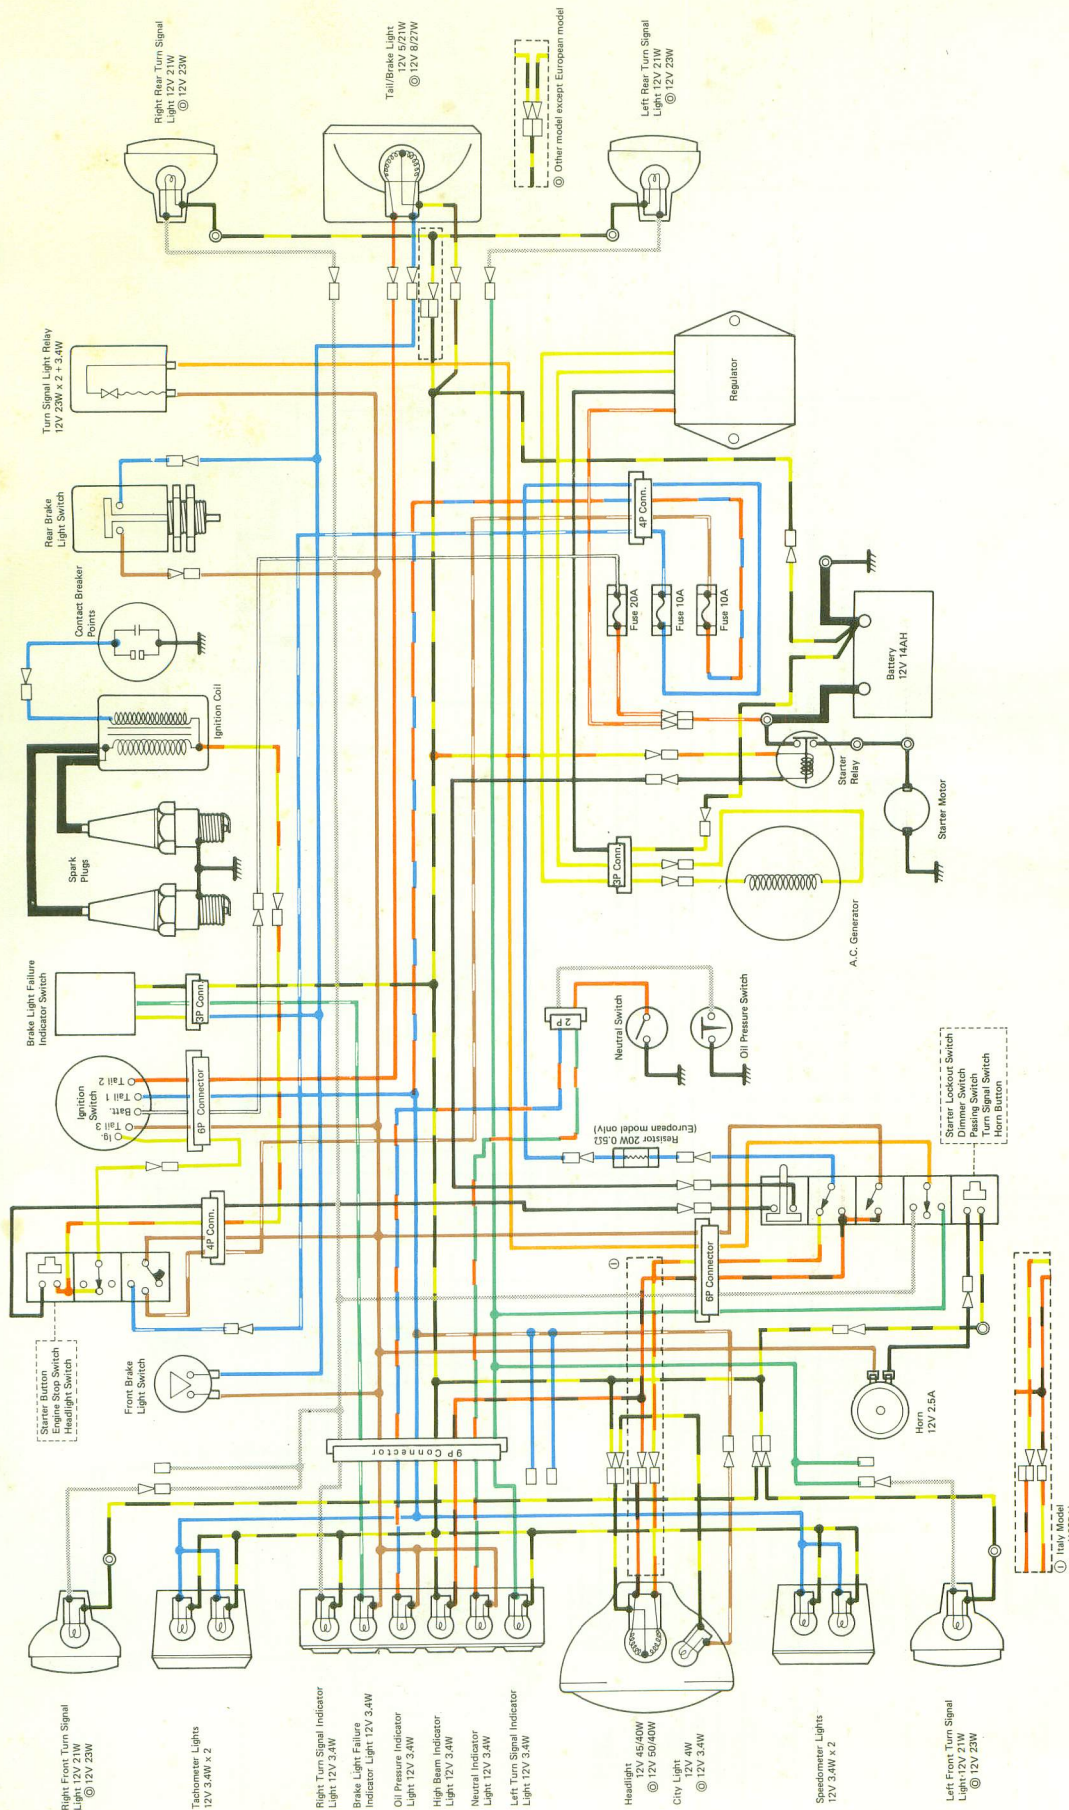 Right Rear Turn Signal
Light 12V 21W
◎ 12V 23W
Tail/Brake Light
12V 5/21W
◎ 12V 8/27W
◎ Other model except European model
Left Rear Turn Signal
Light 12V 21W
◎ 12V 23W
Turn Signal Light Relay
12V 23W x 2 + 3.4W
Regulator
Rear Brake
Light Switch
4P Conn.
Contact Breaker
Points
Fuse 20A
Fuse 10A
Fuse 10A
Battery
12V 14AH
Ignition Coil
Starter
Relay
Starter Motor
Spark
Plugs
3P Conn.
A.C. Generator
Brake Light Failure
Indicator Switch
3P Conn.
2 P
Neutral Switch
Oil Pressure Switch
Ignition
Switch
Tail 2
Tail 1
Batt.
Tail 3
Ig.
6P Connector
Resistor 20W 0.8Ω
(European model only)
Starter Lockout Switch
Dimmer Switch
Passing Switch
Turn Signal Switch
Horn Button
4P Conn.
6P Connector
Ⓘ
Starter Button
Engine Stop Switch
Headlight Switch
Front Brake
Light Switch
Horn
12V 2.5A
9P Connector
Ⓘ Italy Model
Right Front Turn Signal
Light 12V 21W
◎ 12V 23W
Tachometer Lights
12V 3.4W x 2
Right Turn Signal Indicator
Light 12V 3.4W
Brake Light Failure
Indicator Light 12V 3.4W
Oil Pressure Indicator
Light 12V 3.4W
High Beam Indicator
Light 12V 3.4W
Neutral Indicator
Light 12V 3.4W
Left Turn Signal Indicator
Light 12V 3.4W
Headlight
12V 45/40W
◎ 12V 50/40W
City Light
12V 4W
◎ 12V 3.4W
Speedometer Lights
12V 3.4W x 2
Left Front Turn Signal
Light 12V 21W
◎ 12V 23W